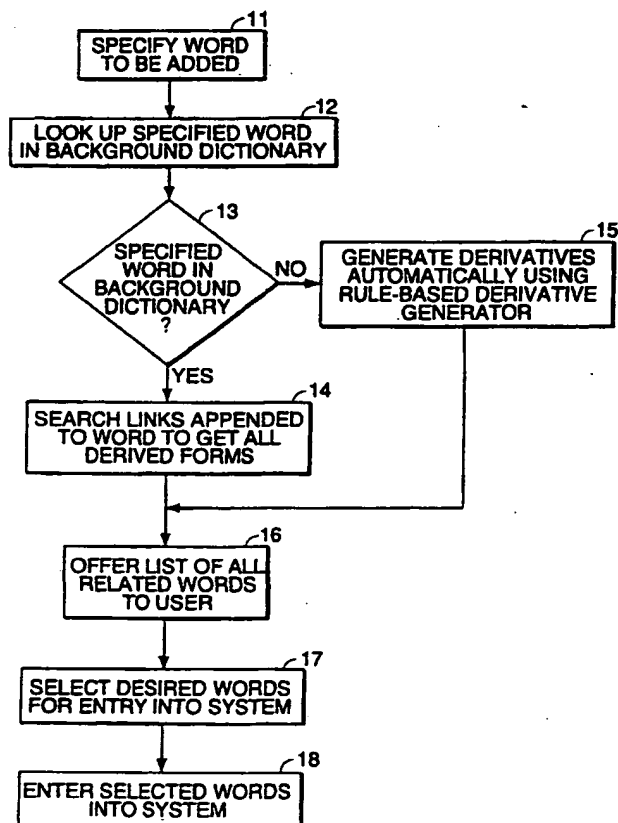 11
SPECIFY WORD
TO BE ADDED
12
LOOK UP SPECIFIED WORD
IN BACKGROUND DICTIONARY
13
SPECIFIED
WORD IN
BACKGROUND
DICTIONARY
?
NO
15
GENERATE DERIVATIVES
AUTOMATICALLY USING
RULE-BASED DERIVATIVE
GENERATOR
YES
14
SEARCH LINKS APPENDED
TO WORD TO GET ALL
DERIVED FORMS
16
OFFER LIST OF ALL
RELATED WORDS
TO USER
17
SELECT DESIRED WORDS
FOR ENTRY INTO SYSTEM
18
ENTER SELECTED WORDS
INTO SYSTEM